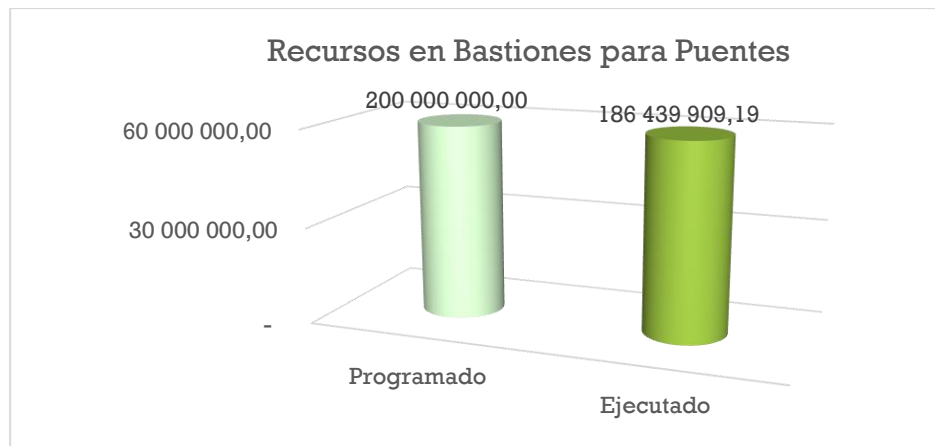 Recursos en Bastiones para Puentes
200 000 000,00
186 439 909,19
60 000 000,00
30 000 000,00
-
Programado
Ejecutado